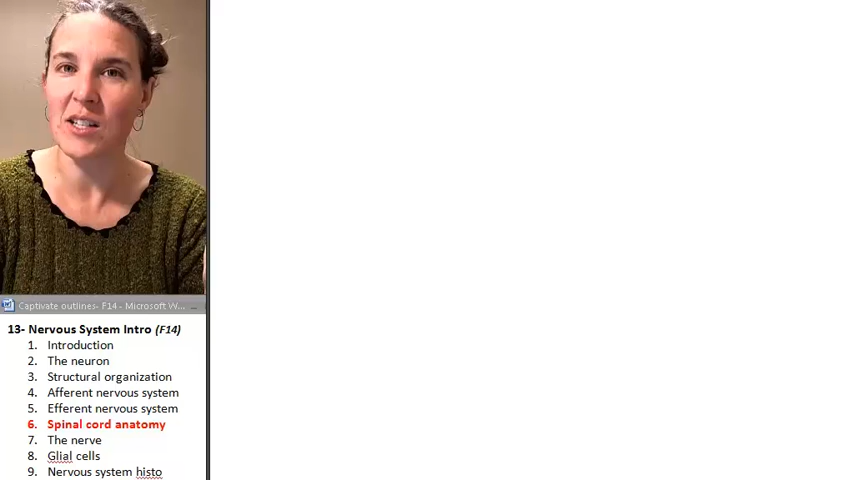 Captivate outlines- F14 - Microsoft W...
13- Nervous System Intro (F14)
1. Introduction
2. The neuron
3. Structural organization
4. Afferent nervous system
5. Efferent nervous system
6. Spinal cord anatomy
7. The nerve
8. Glial cells
9. Nervous system histo